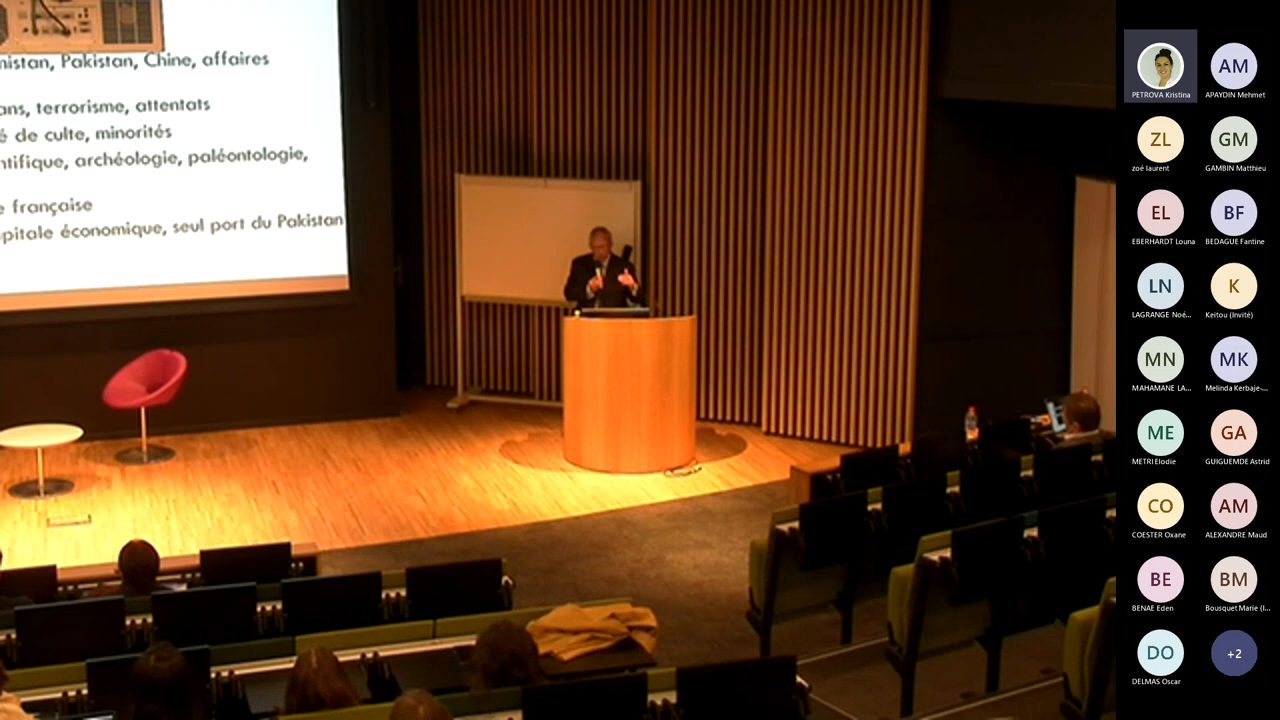 nistan, Pakistan, Chine, affaires
ans, terrorisme, attentats
é de culte, minorités
ntifique, archéologie, paléontologie,
e française
pitale économique, seul port du Pakistan
PETROVA Kristina
AM
APAYDIN Mehmet
ZL
zoé laurent
GM
GAMBIN Matthieu
EL
EBERHARDT Louna
BF
BEDAGUE Fantine
LN
LAGRANGE Noé...
K
Keitou (Invité)
MN
MAHAMANE LA...
MK
Melinda Kerbaje-...
ME
METRI Elodie
GA
GUIGUEMDE Astrid
CO
COESTER Oxane
AM
ALEXANDRE Maud
BE
BENAE Eden
BM
Bousquet Marie (I...
DO
DELMAS Oscar
+2